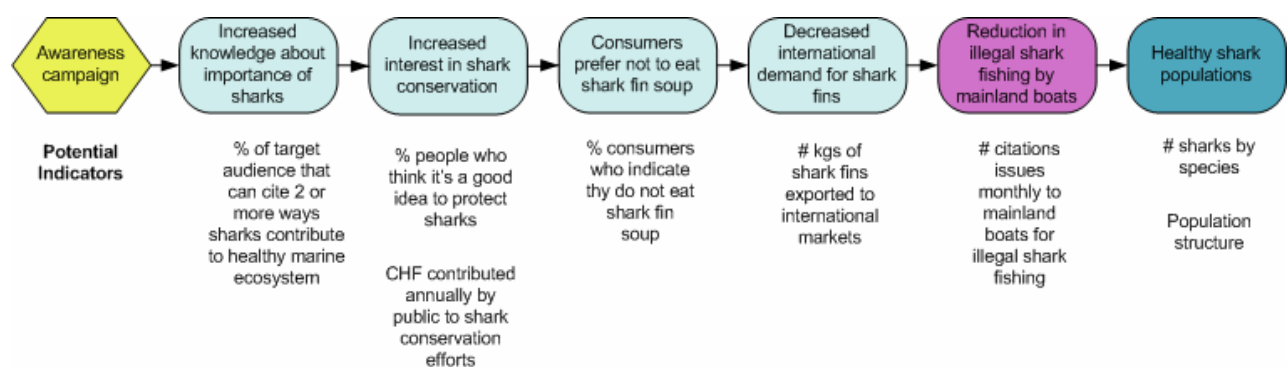 Awareness
campaign
Increased
knowledge about
importance of
sharks
Increased
interest in shark
conservation
Consumers
prefer not to eat
shark fin soup
Decreased
international
demand for shark
fins
Reduction in
illegal shark
fishing by
mainland boats
Healthy shark
populations
Potential
Indicators
% of target
audience that
can cite 2 or
more ways
sharks contribute
to healthy marine
ecosystem
% people who
think it's a good
idea to protect
sharks
CHF contributed
annually by
public to shark
conservation
efforts
% consumers
who indicate
thy do not eat
shark fin
soup
# kgs of
shark fins
exported to
international
markets
# citations
issues
monthly to
mainland
boats for
illegal shark
fishing
# sharks by
species
Population
structure